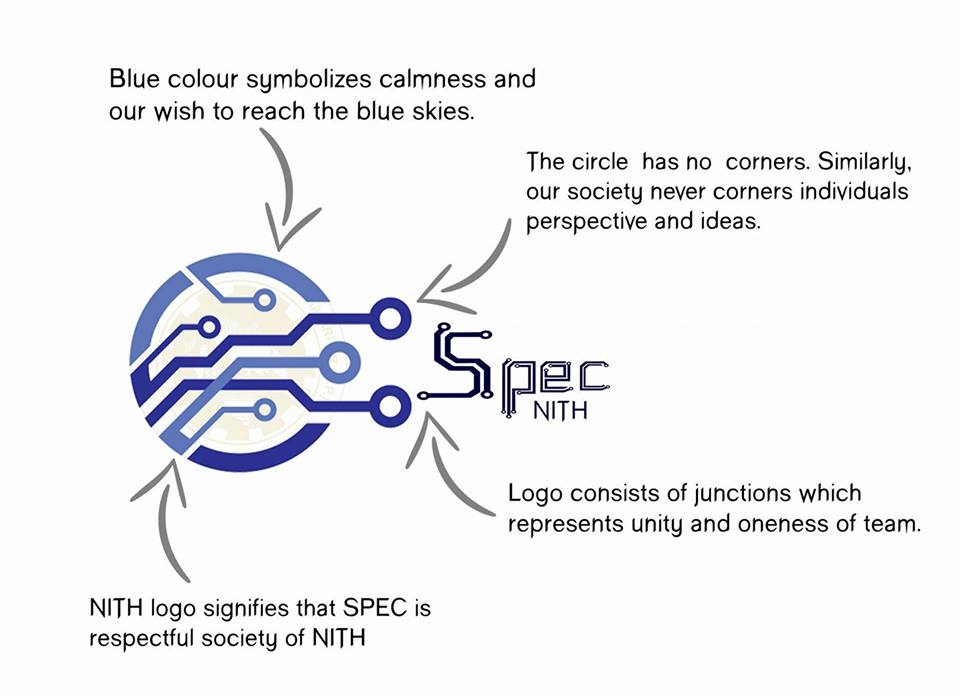 Blue colour symbolizes calmness and
our wish to reach the blue skies.
The circle has no corners. Similarly,
our society never corners individuals
perspective and ideas.
Spec
NITH
Logo consists of junctions which
represents unity and oneness of team.
NITH logo signifies that SPEC is
respectful society of NITH